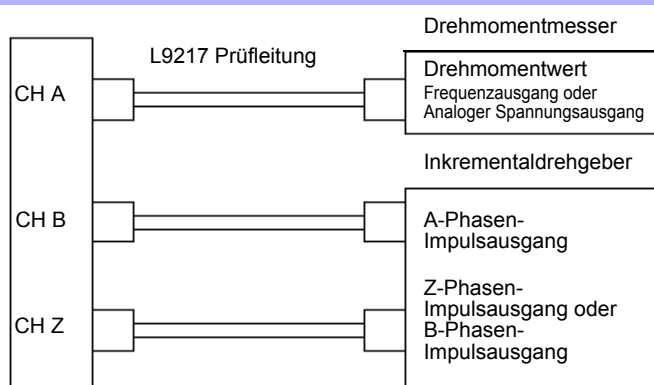 Drehmomentmesser
L9217 Prüfleitung
CH A
Drehmomentwert
Frequenzausgang oder
Analoger Spannungsausgang
Inkrementaldrehgeber
CH B
A-Phasen-
Impulsausgang
CH Z
Z-Phasen-
Impulsausgang oder
B-Phasen-
Impulsausgang